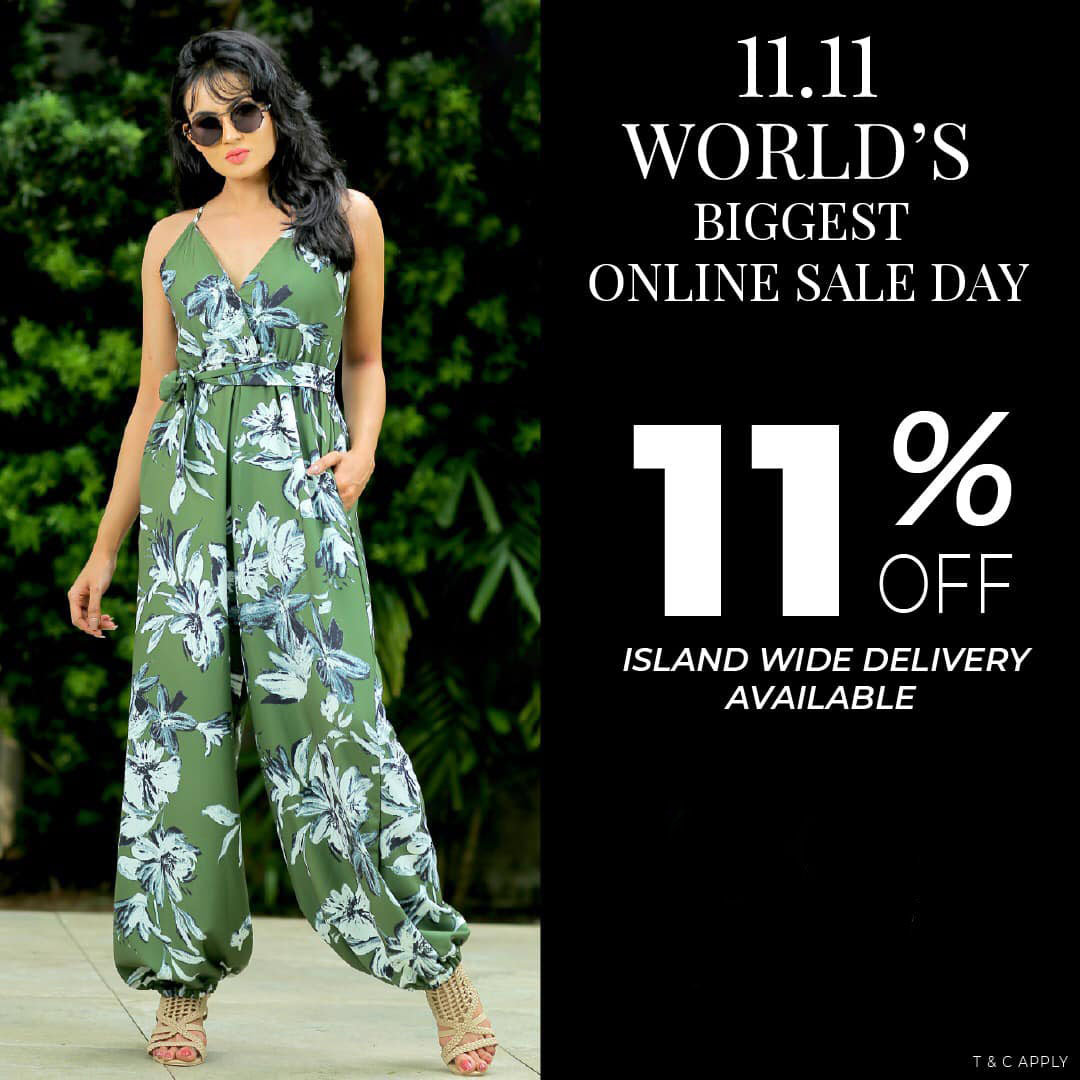 11.11
WORLD'S
BIGGEST
ONLINE SALE DAY
11%
OFF
ISLAND WIDE DELIVERY
AVAILABLE
T & C APPLY